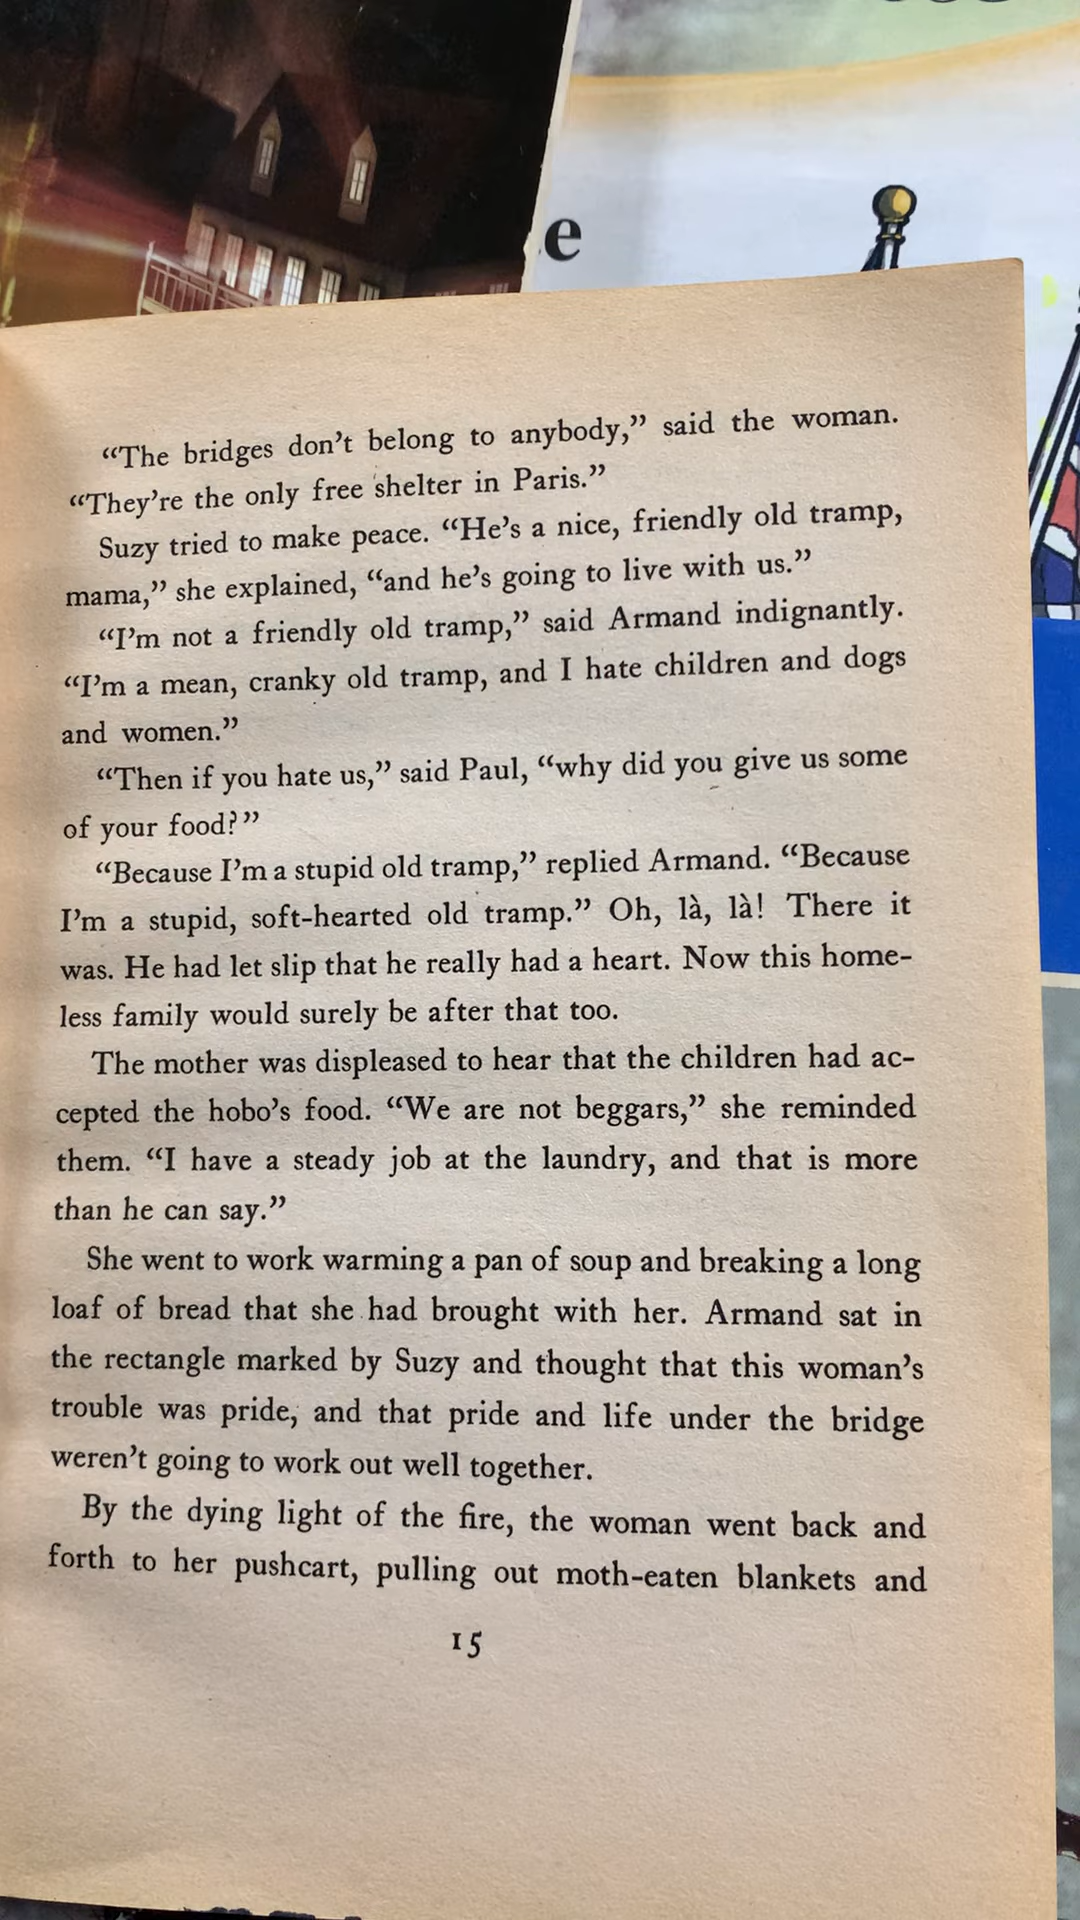 e
“The bridges don’t belong to anybody,” said the woman.
“They’re the only free shelter in Paris.”
Suzy tried to make peace. “He’s a nice, friendly old tramp,
mama,” she explained, “and he’s going to live with us.”
“I’m not a friendly old tramp,” said Armand indignantly.
“I’m a mean, cranky old tramp, and I hate children and dogs
and women.”
“Then if you hate us,” said Paul, “why did you give us some
of your food?”
“Because I’m a stupid old tramp,” replied Armand. “Because
I’m a stupid, soft-hearted old tramp.” Oh, là, là! There it
was. He had let slip that he really had a heart. Now this home-
less family would surely be after that too.
The mother was displeased to hear that the children had ac-
cepted the hobo’s food. “We are not beggars,” she reminded
them. “I have a steady job at the laundry, and that is more
than he can say.”
She went to work warming a pan of soup and breaking a long
loaf of bread that she had brought with her. Armand sat in
the rectangle marked by Suzy and thought that this woman’s
trouble was pride, and that pride and life under the bridge
weren’t going to work out well together.
By the dying light of the fire, the woman went back and
forth to her pushcart, pulling out moth-eaten blankets and
15